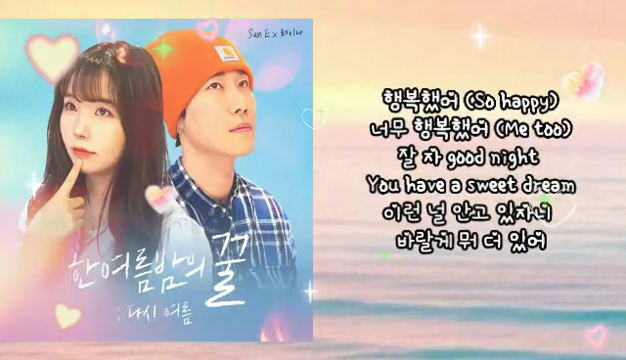 San E x 레이나
한여름밤의 꿀
: 다시 여름
행복했어 (So happy)
너무 행복했어 (Me too)
잘 자 good night
You have a sweet dream
이런 널 안고 있자니
바랄게 뭐 더 있어